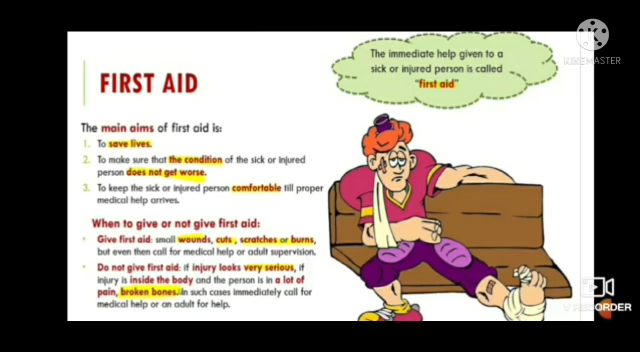 FIRST AID
The immediate help given to a
sick or injured person is called
"first aid"
The main aims of first aid is:
1. To save lives.
2. To make sure that the condition of the sick or injured
person does not get worse.
3. To keep the sick or injured person comfortable till proper
medical help arrives.
When to give or not give first aid:
• Give first aid: small wounds, cuts , scratches or burns,
but even then call for medical help or adult supervision.
• Do not give first aid: if injury looks very serious, if
injury is inside the body and the person is in a lot of
pain, broken bones. In such cases immediately call for
medical help or an adult for help.
KINEMASTER
V RECORDER